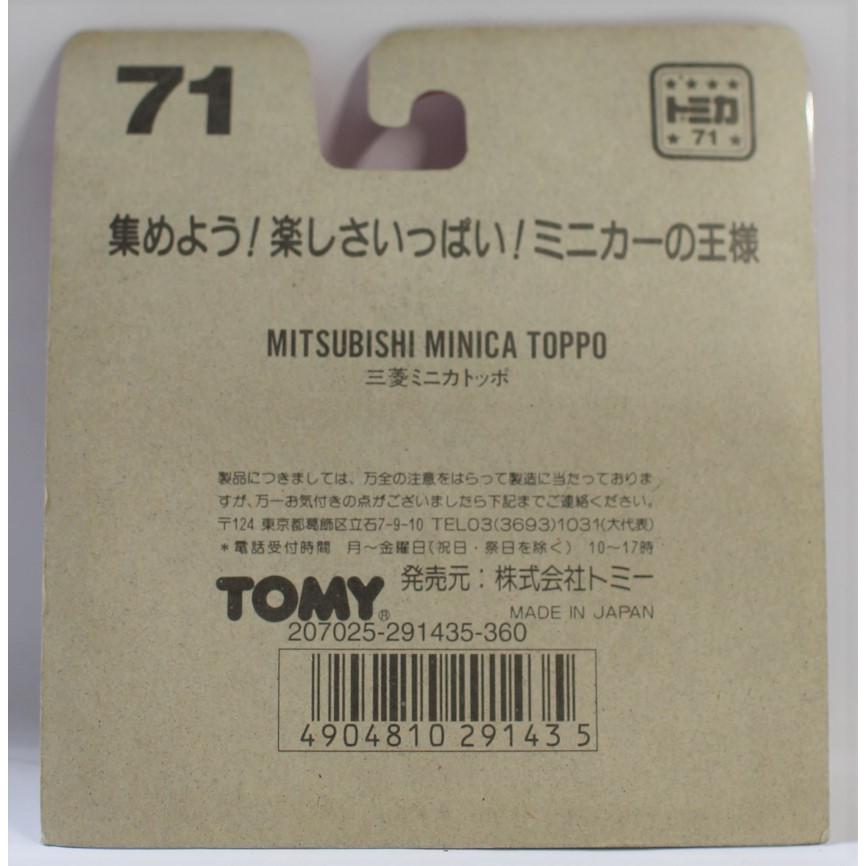 71
トミカ
71
集めよう!楽しさいっぱい!ミニカーの王様
MITSUBISHI MINICA TOPPO
三菱ミニカトッポ
製品につきましては、万全の注意をはらって製造に当たっておりま
すが、万一お気付きの点がございましたら下記までご連絡ください。
〒124 東京都葛飾区立石7-9-10 TEL03(3693)1031(大代表)
*電話受付時間 月～金曜日(祝日・祭日を除く) 10～17時
TOMY® 発売元:株式会社トミー
MADE IN JAPAN
207025-291435-360
4904810 291435